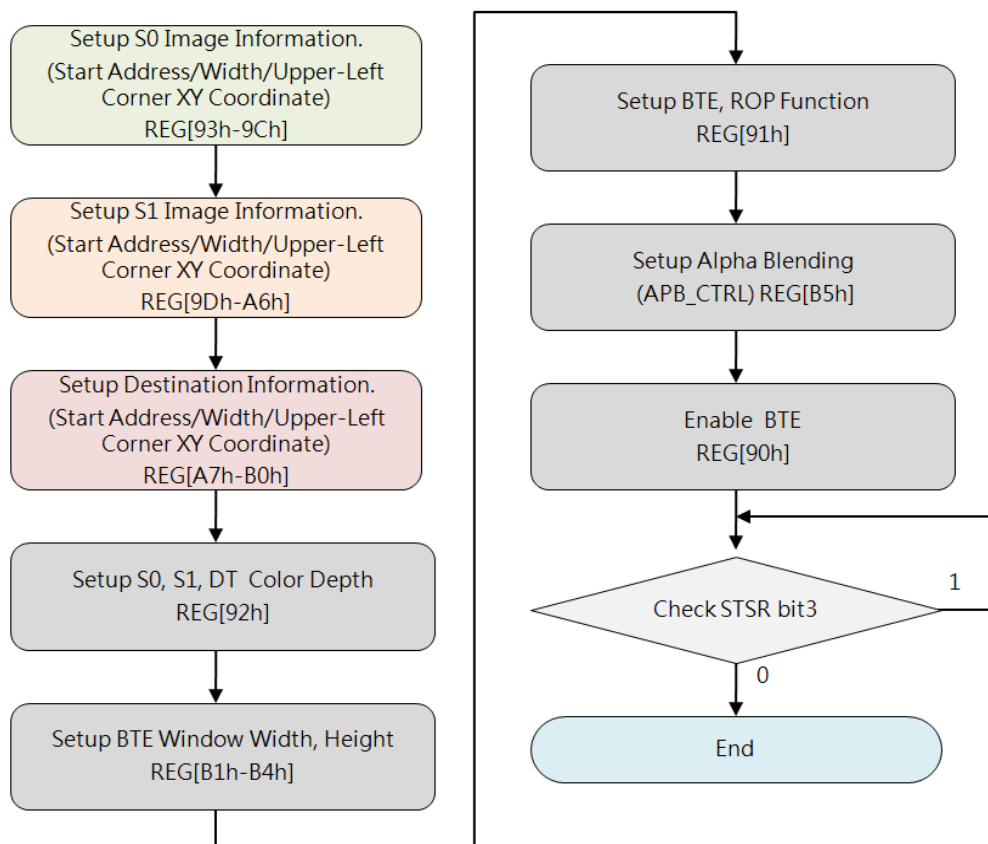 Setup S0 Image Information.
(Start Address/Width/Upper-Left
Corner XY Coordinate)
REG[93h-9Ch]
Setup S1 Image Information.
(Start Address/Width/Upper-Left
Corner XY Coordinate)
REG[9Dh-A6h]
Setup Destination Information.
(Start Address/Width/Upper-Left
Corner XY Coordinate)
REG[A7h-B0h]
Setup S0, S1, DT Color Depth
REG[92h]
Setup BTE Window Width, Height
REG[B1h-B4h]
Setup BTE, ROP Function
REG[91h]
Setup Alpha Blending
(APB_CTRL) REG[B5h]
Enable BTE
REG[90h]
Check STSR bit3
1
0
End